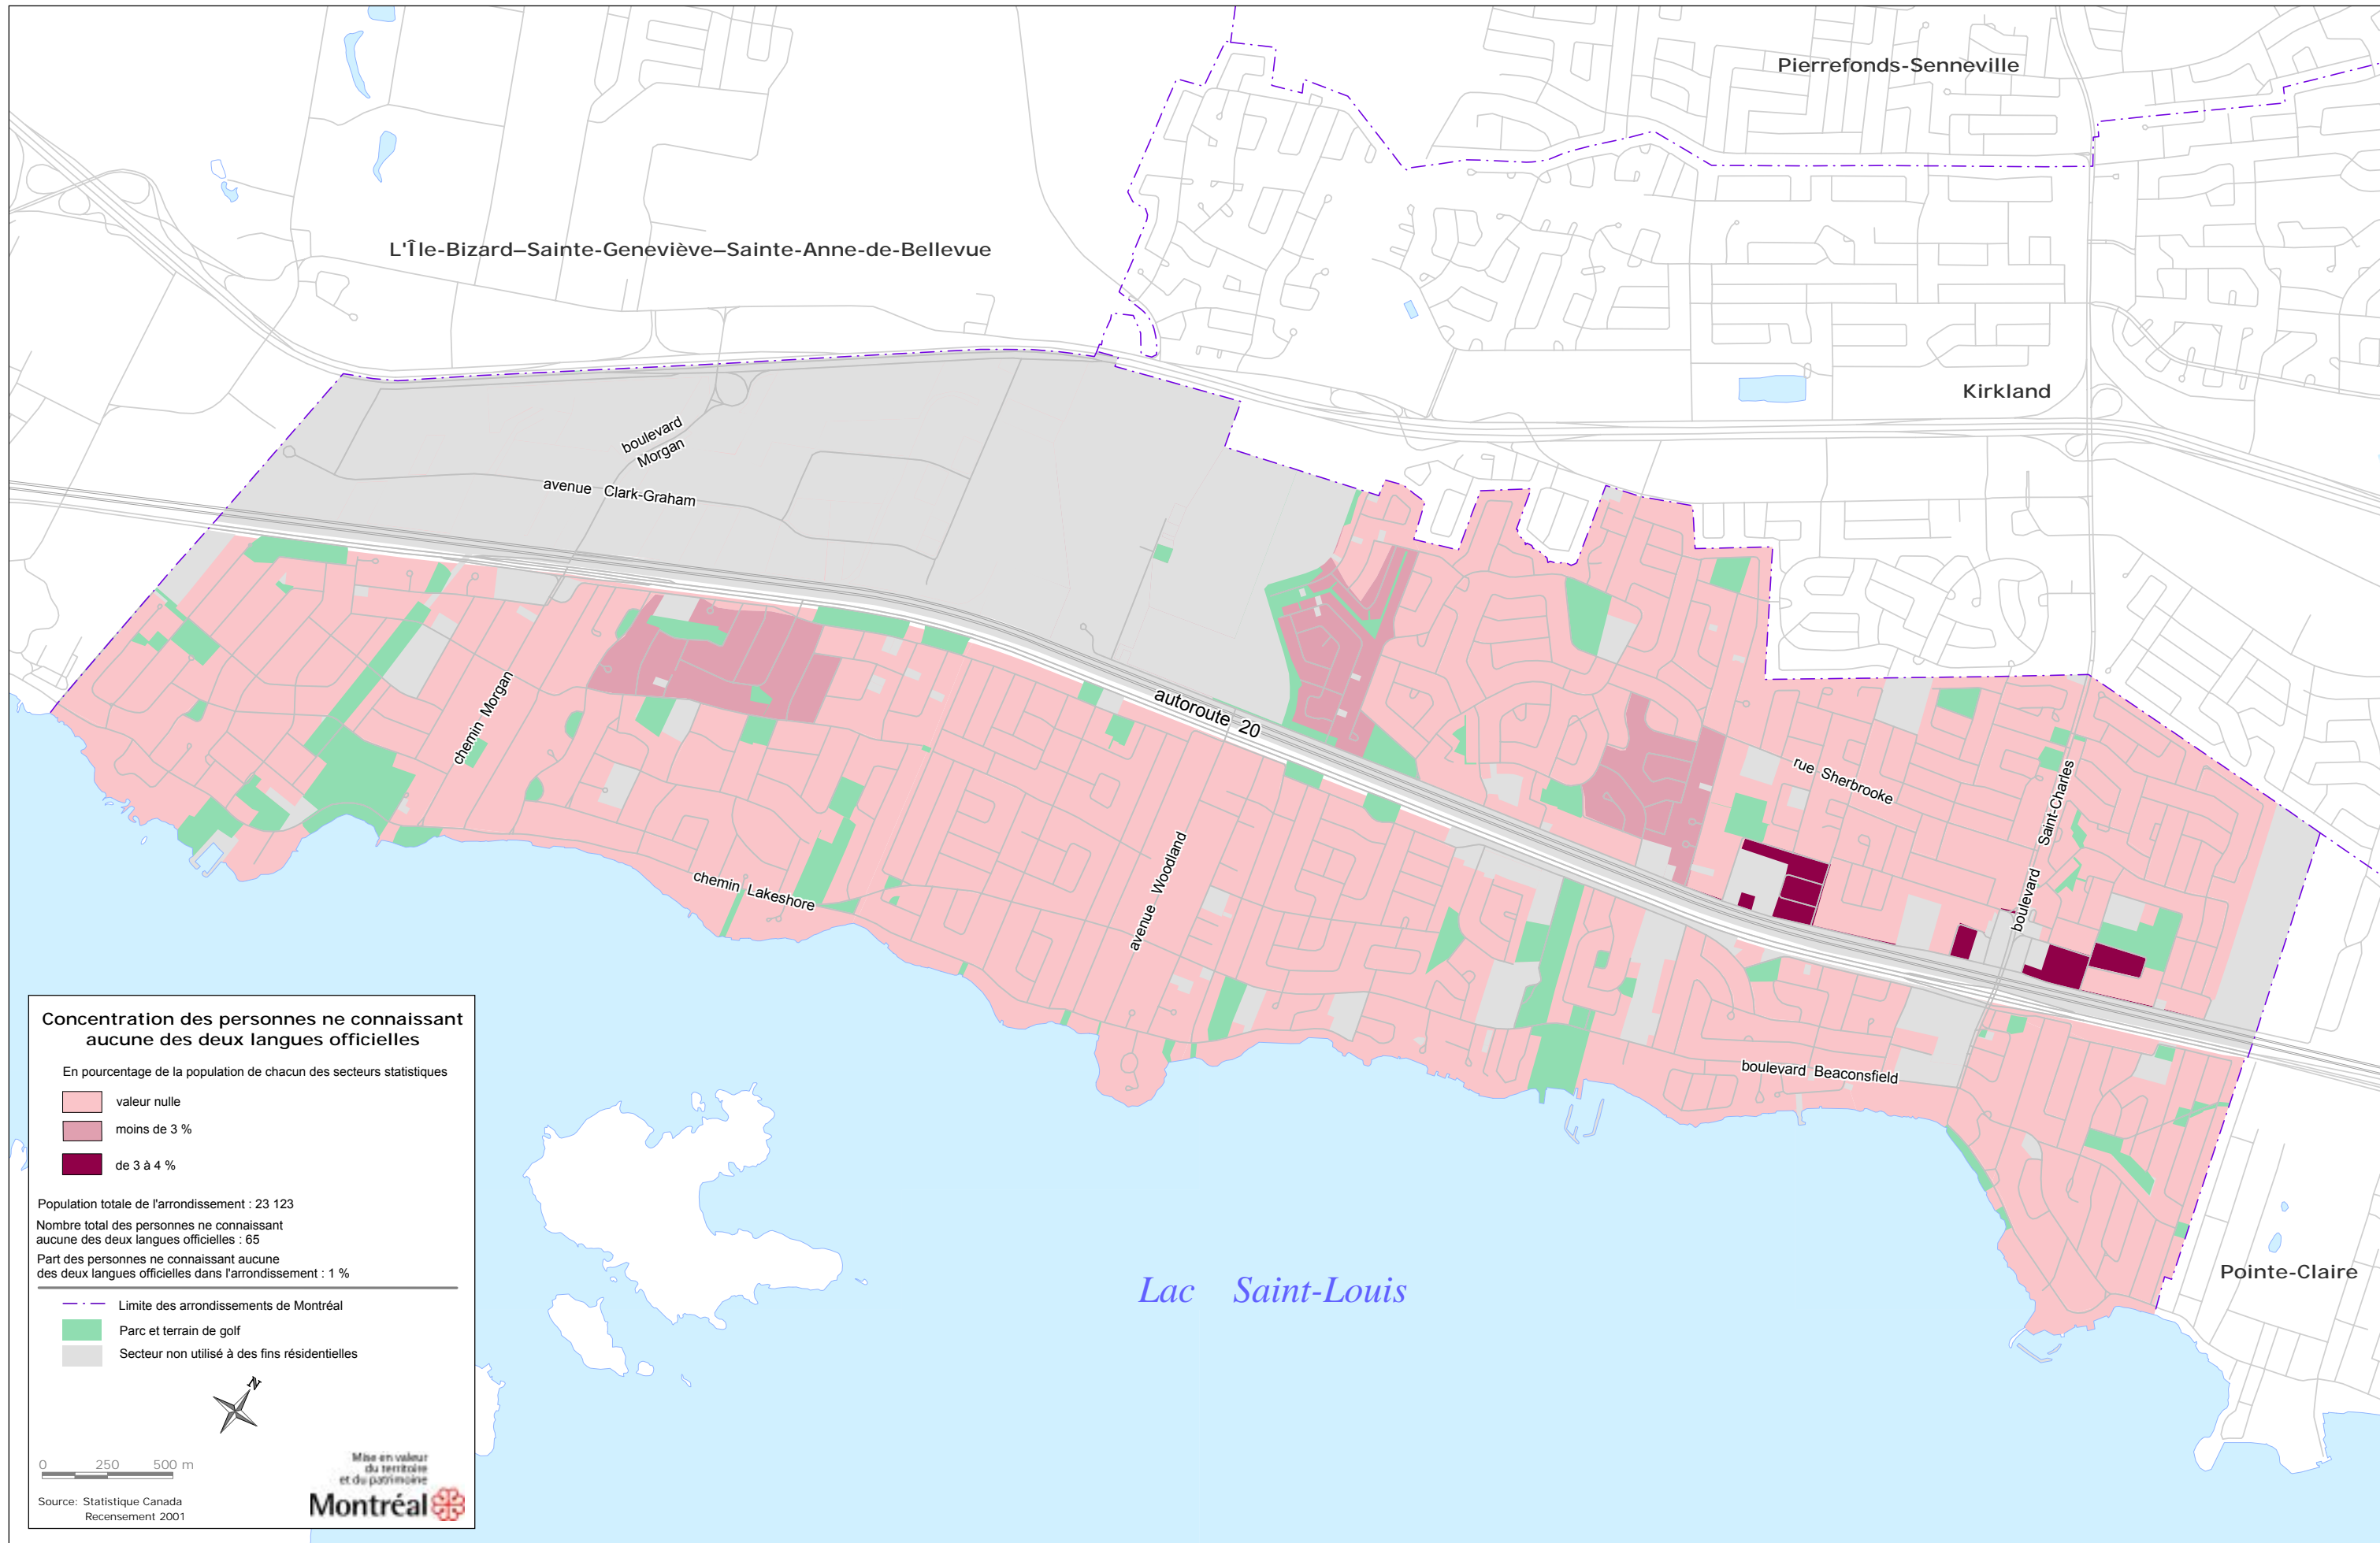 Pierrefonds-Senneville
L'Île-Bizard–Sainte-Geneviève–Sainte-Anne-de-Bellevue
Kirkland
boulevard
Morgan
avenue Clark-Graham
chemin Morgan
autoroute 20
rue Sherbrooke
boulevard Saint-Charles
avenue Woodland
chemin Lakeshore
boulevard Beaconsfield
Lac Saint-Louis
Pointe-Claire
Concentration des personnes ne connaissant
aucune des deux langues officielles
En pourcentage de la population de chacun des secteurs statistiques
valeur nulle
moins de 3 %
de 3 à 4 %
Population totale de l'arrondissement : 23 123
Nombre total des personnes ne connaissant
aucune des deux langues officielles : 65
Part des personnes ne connaissant aucune
des deux langues officielles dans l'arrondissement : 1 %
Limite des arrondissements de Montréal
Parc et terrain de golf
Secteur non utilisé à des fins résidentielles
N
0 250 500 m
Mise en valeur
du territoire
et du patrimoine
Montréal
Source: Statistique Canada
Recensement 2001